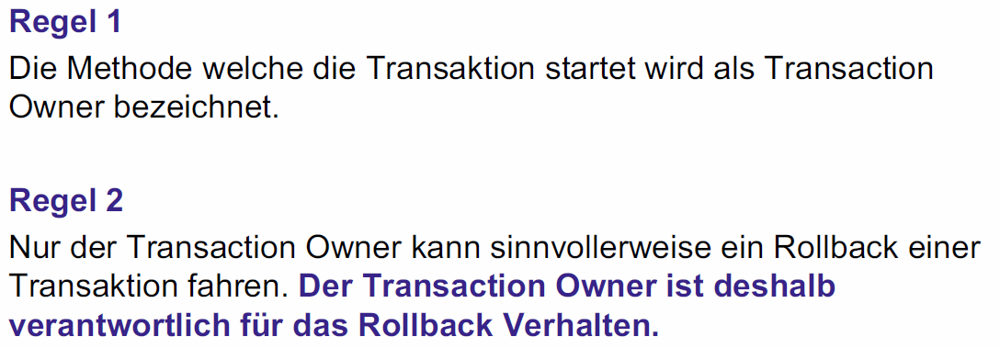 Regel 1
Die Methode welche die Transaktion startet wird als Transaction
Owner bezeichnet.
Regel 2
Nur der Transaction Owner kann sinnvollerweise ein Rollback einer
Transaktion fahren. Der Transaction Owner ist deshalb
verantwortlich für das Rollback Verhalten.